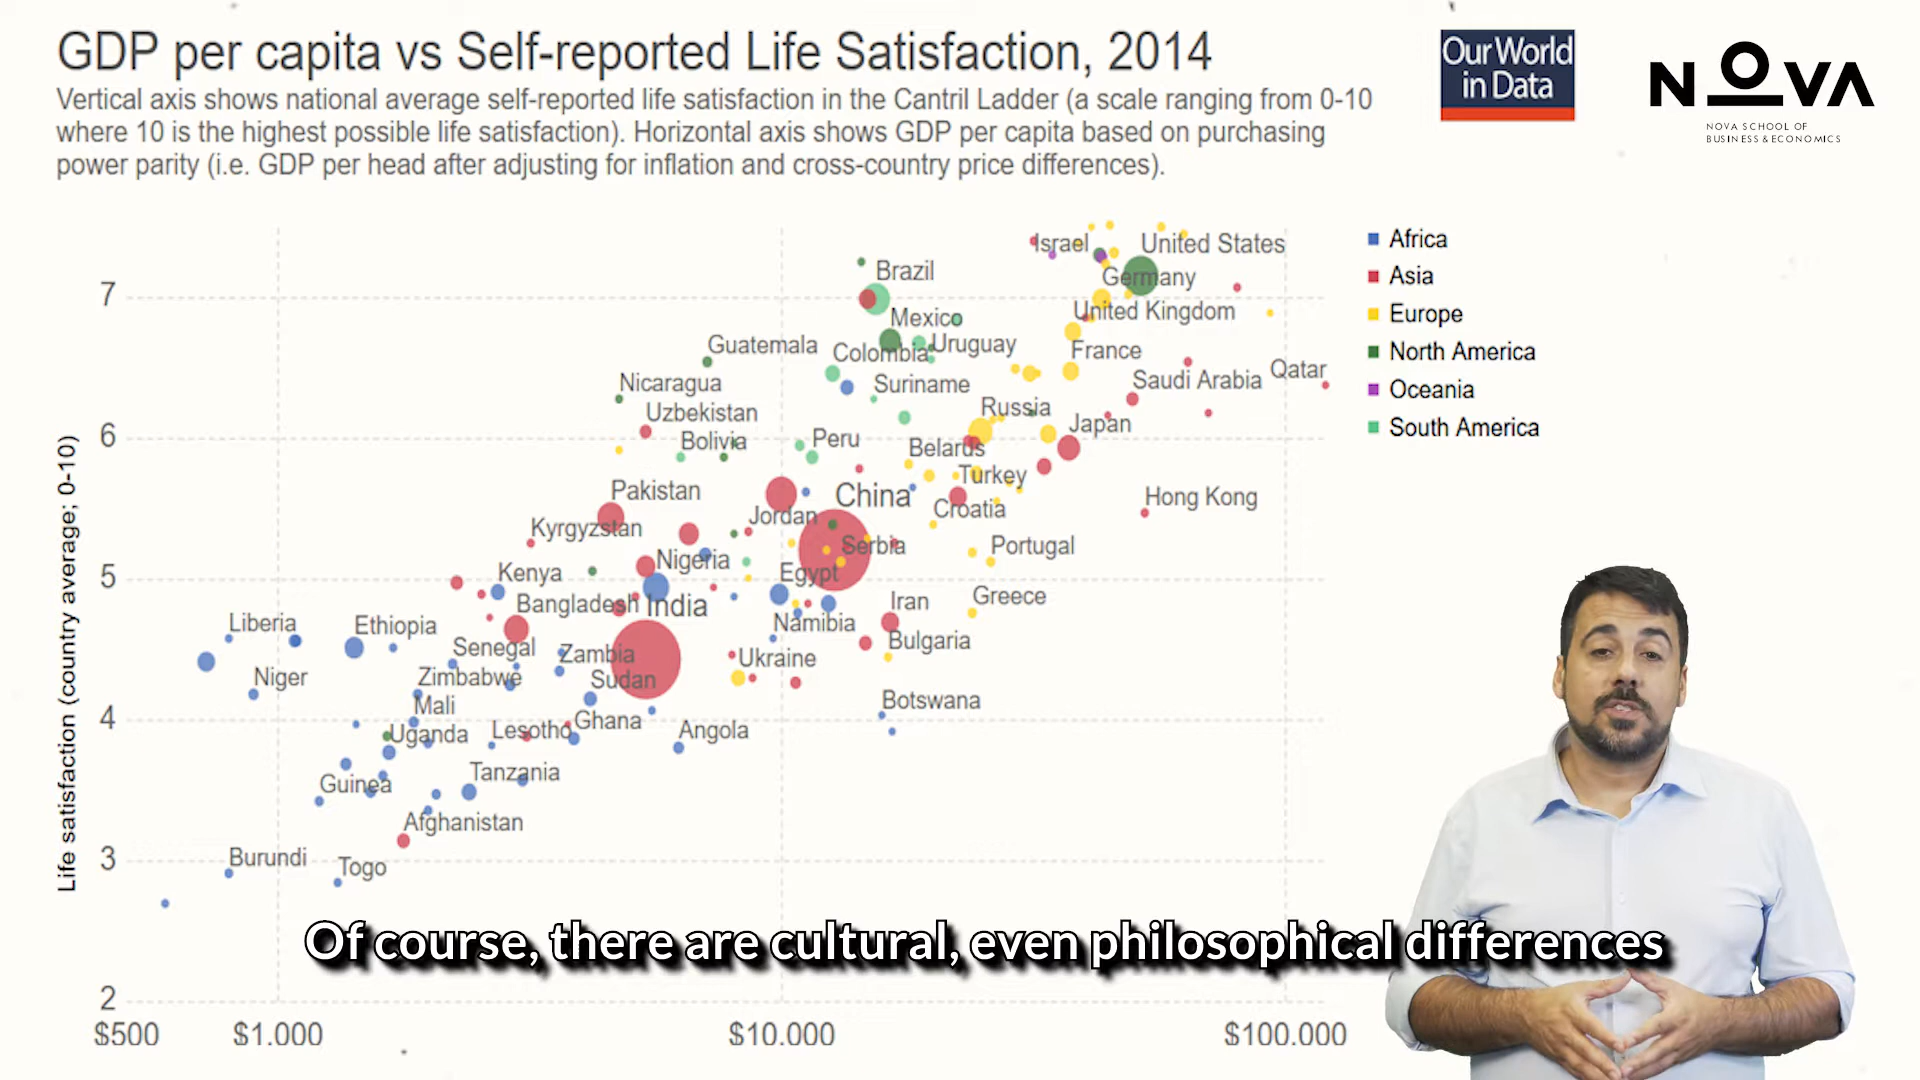 GDP per capita vs Self-reported Life Satisfaction, 2014
Vertical axis shows national average self-reported life satisfaction in the Cantril Ladder (a scale ranging from 0-10
where 10 is the highest possible life satisfaction). Horizontal axis shows GDP per capita based on purchasing
power parity (i.e. GDP per head after adjusting for inflation and cross-country price differences).
Our World
in Data
NOVA
NOVA SCHOOL OF
BUSINESS & ECONOMICS
Africa
Asia
Europe
North America
Oceania
South America
Life satisfaction (country average; 0-10)
7
6
5
4
3
2
$500
$1.000
$10.000
$100.000
Israel
United States
Brazil
Germany
Mexico
United Kingdom
Guatemala
Colombia
Uruguay
France
Nicaragua
Suriname
Saudi Arabia
Qatar
Uzbekistan
Russia
Bolivia
Peru
Belarus
Japan
Pakistan
China
Turkey
Hong Kong
Kyrgyzstan
Jordan
Croatia
Serbia
Portugal
Kenya
Nigeria
Egypt
Bangladesh
India
Iran
Greece
Liberia
Ethiopia
Namibia
Senegal
Zambia
Ukraine
Bulgaria
Niger
Zimbabwe
Sudan
Mali
Botswana
Uganda
Lesotho
Ghana
Angola
Guinea
Tanzania
Afghanistan
Burundi
Togo
Of course, there are cultural, even philosophical differences